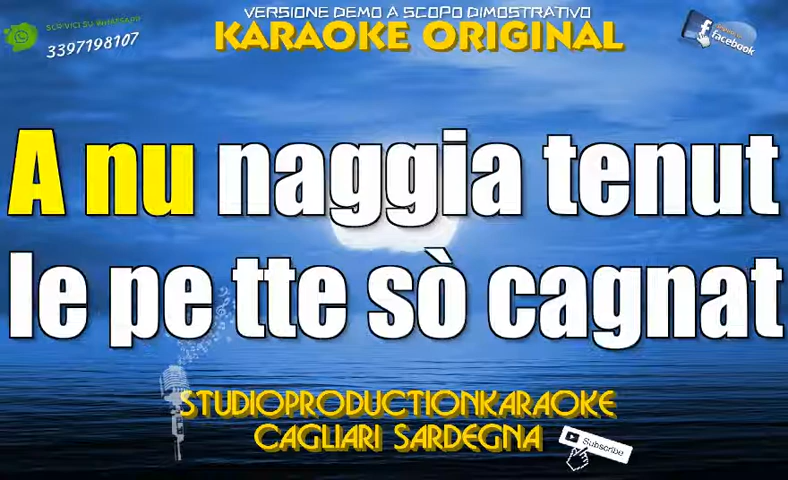 VERSIONE DEMO A SCOPO DIMOSTRATIVO
SCRIVICI SU WHATSAPP
3397198107
KARAOKE ORIGINAL
facebook
A nu naggia tenut
le pe tte sò cagnat
STUDIOPRODUCTIONKARAOKE
CAGLIARI SARDEGNA
Subscribe